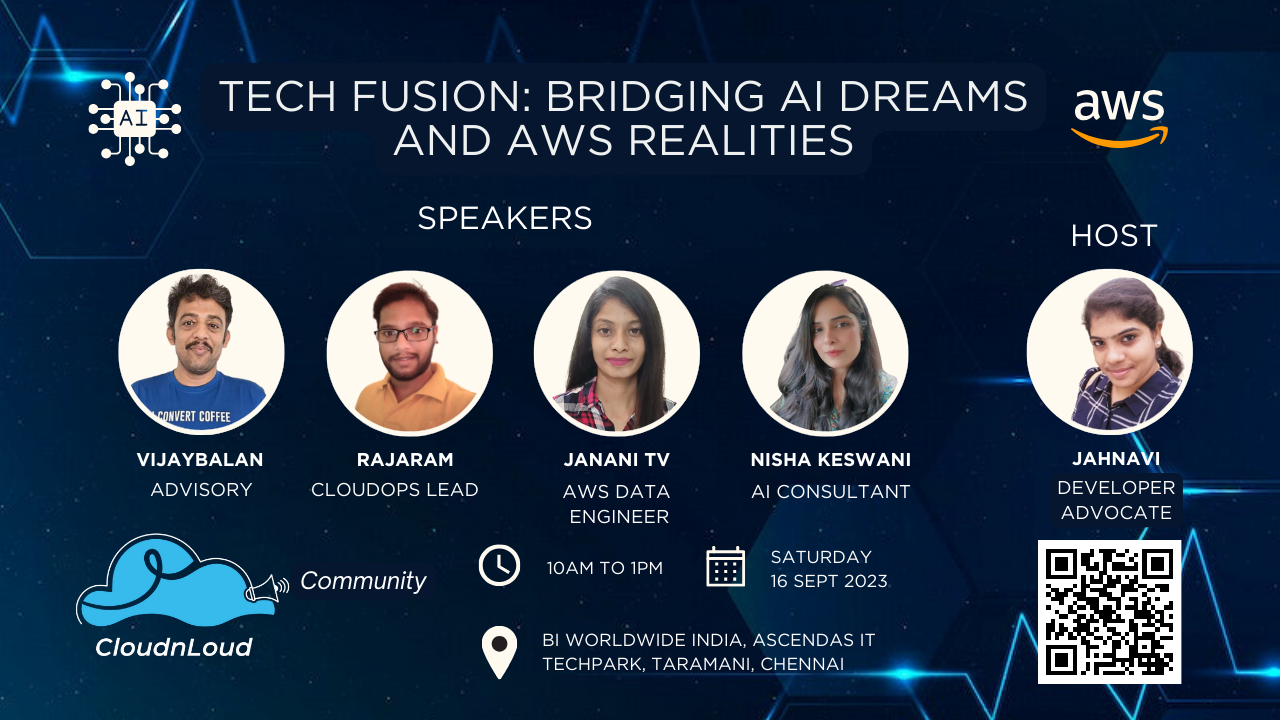 AI
TECH FUSION: BRIDGING AI DREAMS
AND AWS REALITIES
aws
SPEAKERS
HOST
CONVERT COFFEE
VIJAYBALAN
ADVISORY
RAJARAM
CLOUDOPS LEAD
JANANI TV
AWS DATA
ENGINEER
NISHA KESWANI
AI CONSULTANT
JAHNAVI
DEVELOPER
ADVOCATE
CloudnLoud
Community
10AM TO 1PM
SATURDAY
16 SEPT 2023
BI WORLDWIDE INDIA, ASCENDAS IT
TECHPARK, TARAMANI, CHENNAI